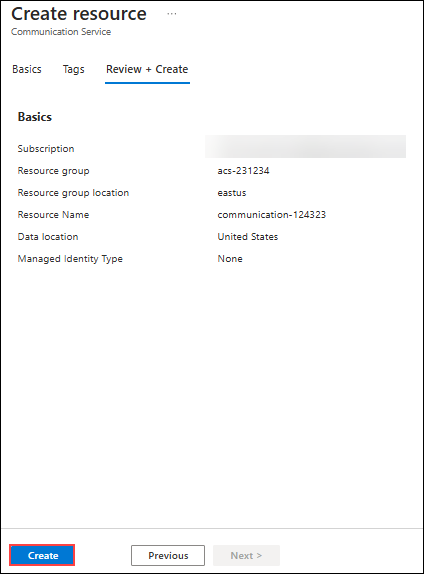 Create resource ...
Communication Service
Basics Tags Review + Create
Basics
Subscription
Resource group acs-231234
Resource group location eastus
Resource Name communication-124323
Data location United States
Managed Identity Type None
Create Previous Next >